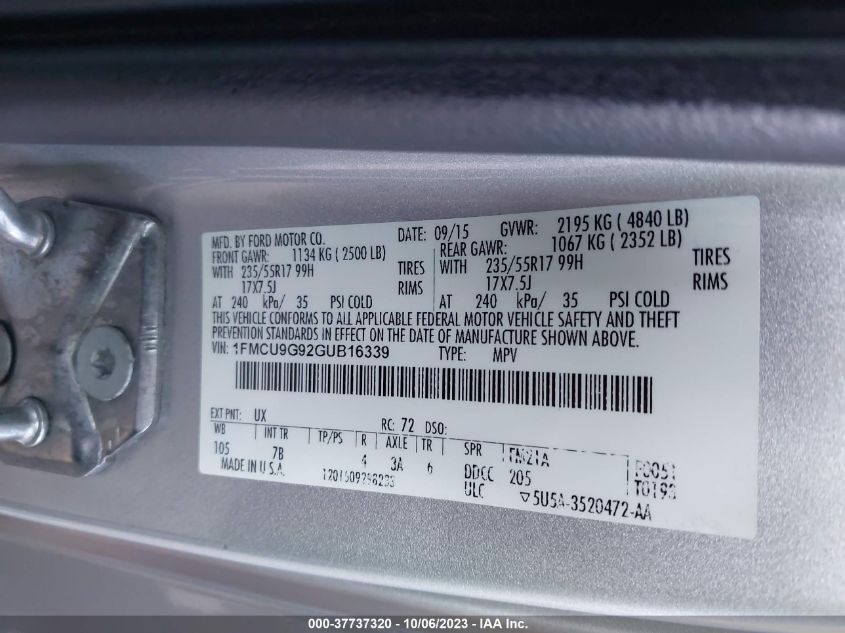 MFD. BY FORD MOTOR CO. DATE: 09/15 GVWR: 2195 KG ( 4840 LB)
FRONT GAWR: 1134 KG ( 2500 LB) REAR GAWR: 1067 KG ( 2352 LB)
WITH 235/55R17 99H TIRES WITH 235/55R17 99H TIRES
17X7.5J RIMS 17X7.5J RIMS
AT 240 kPa/ 35 PSI COLD AT 240 kPa/ 35 PSI COLD
THIS VEHICLE CONFORMS TO ALL APPLICABLE FEDERAL MOTOR VEHICLE SAFETY AND THEFT
PREVENTION STANDARDS IN EFFECT ON THE DATE OF MANUFACTURE SHOWN ABOVE.
VIN: 1FMCU9G92GUB16339 TYPE: MPV
EXT PNT: UX RC: 72 DSO:
WB INT TR TP/PS R AXLE TR SPR
105 7B 4 3A 6 DDCC 205
MADE IN U.S.A. ULC ▽5U5A-3520472-AA
000-37737320 - 10/06/2023 - IAA Inc.